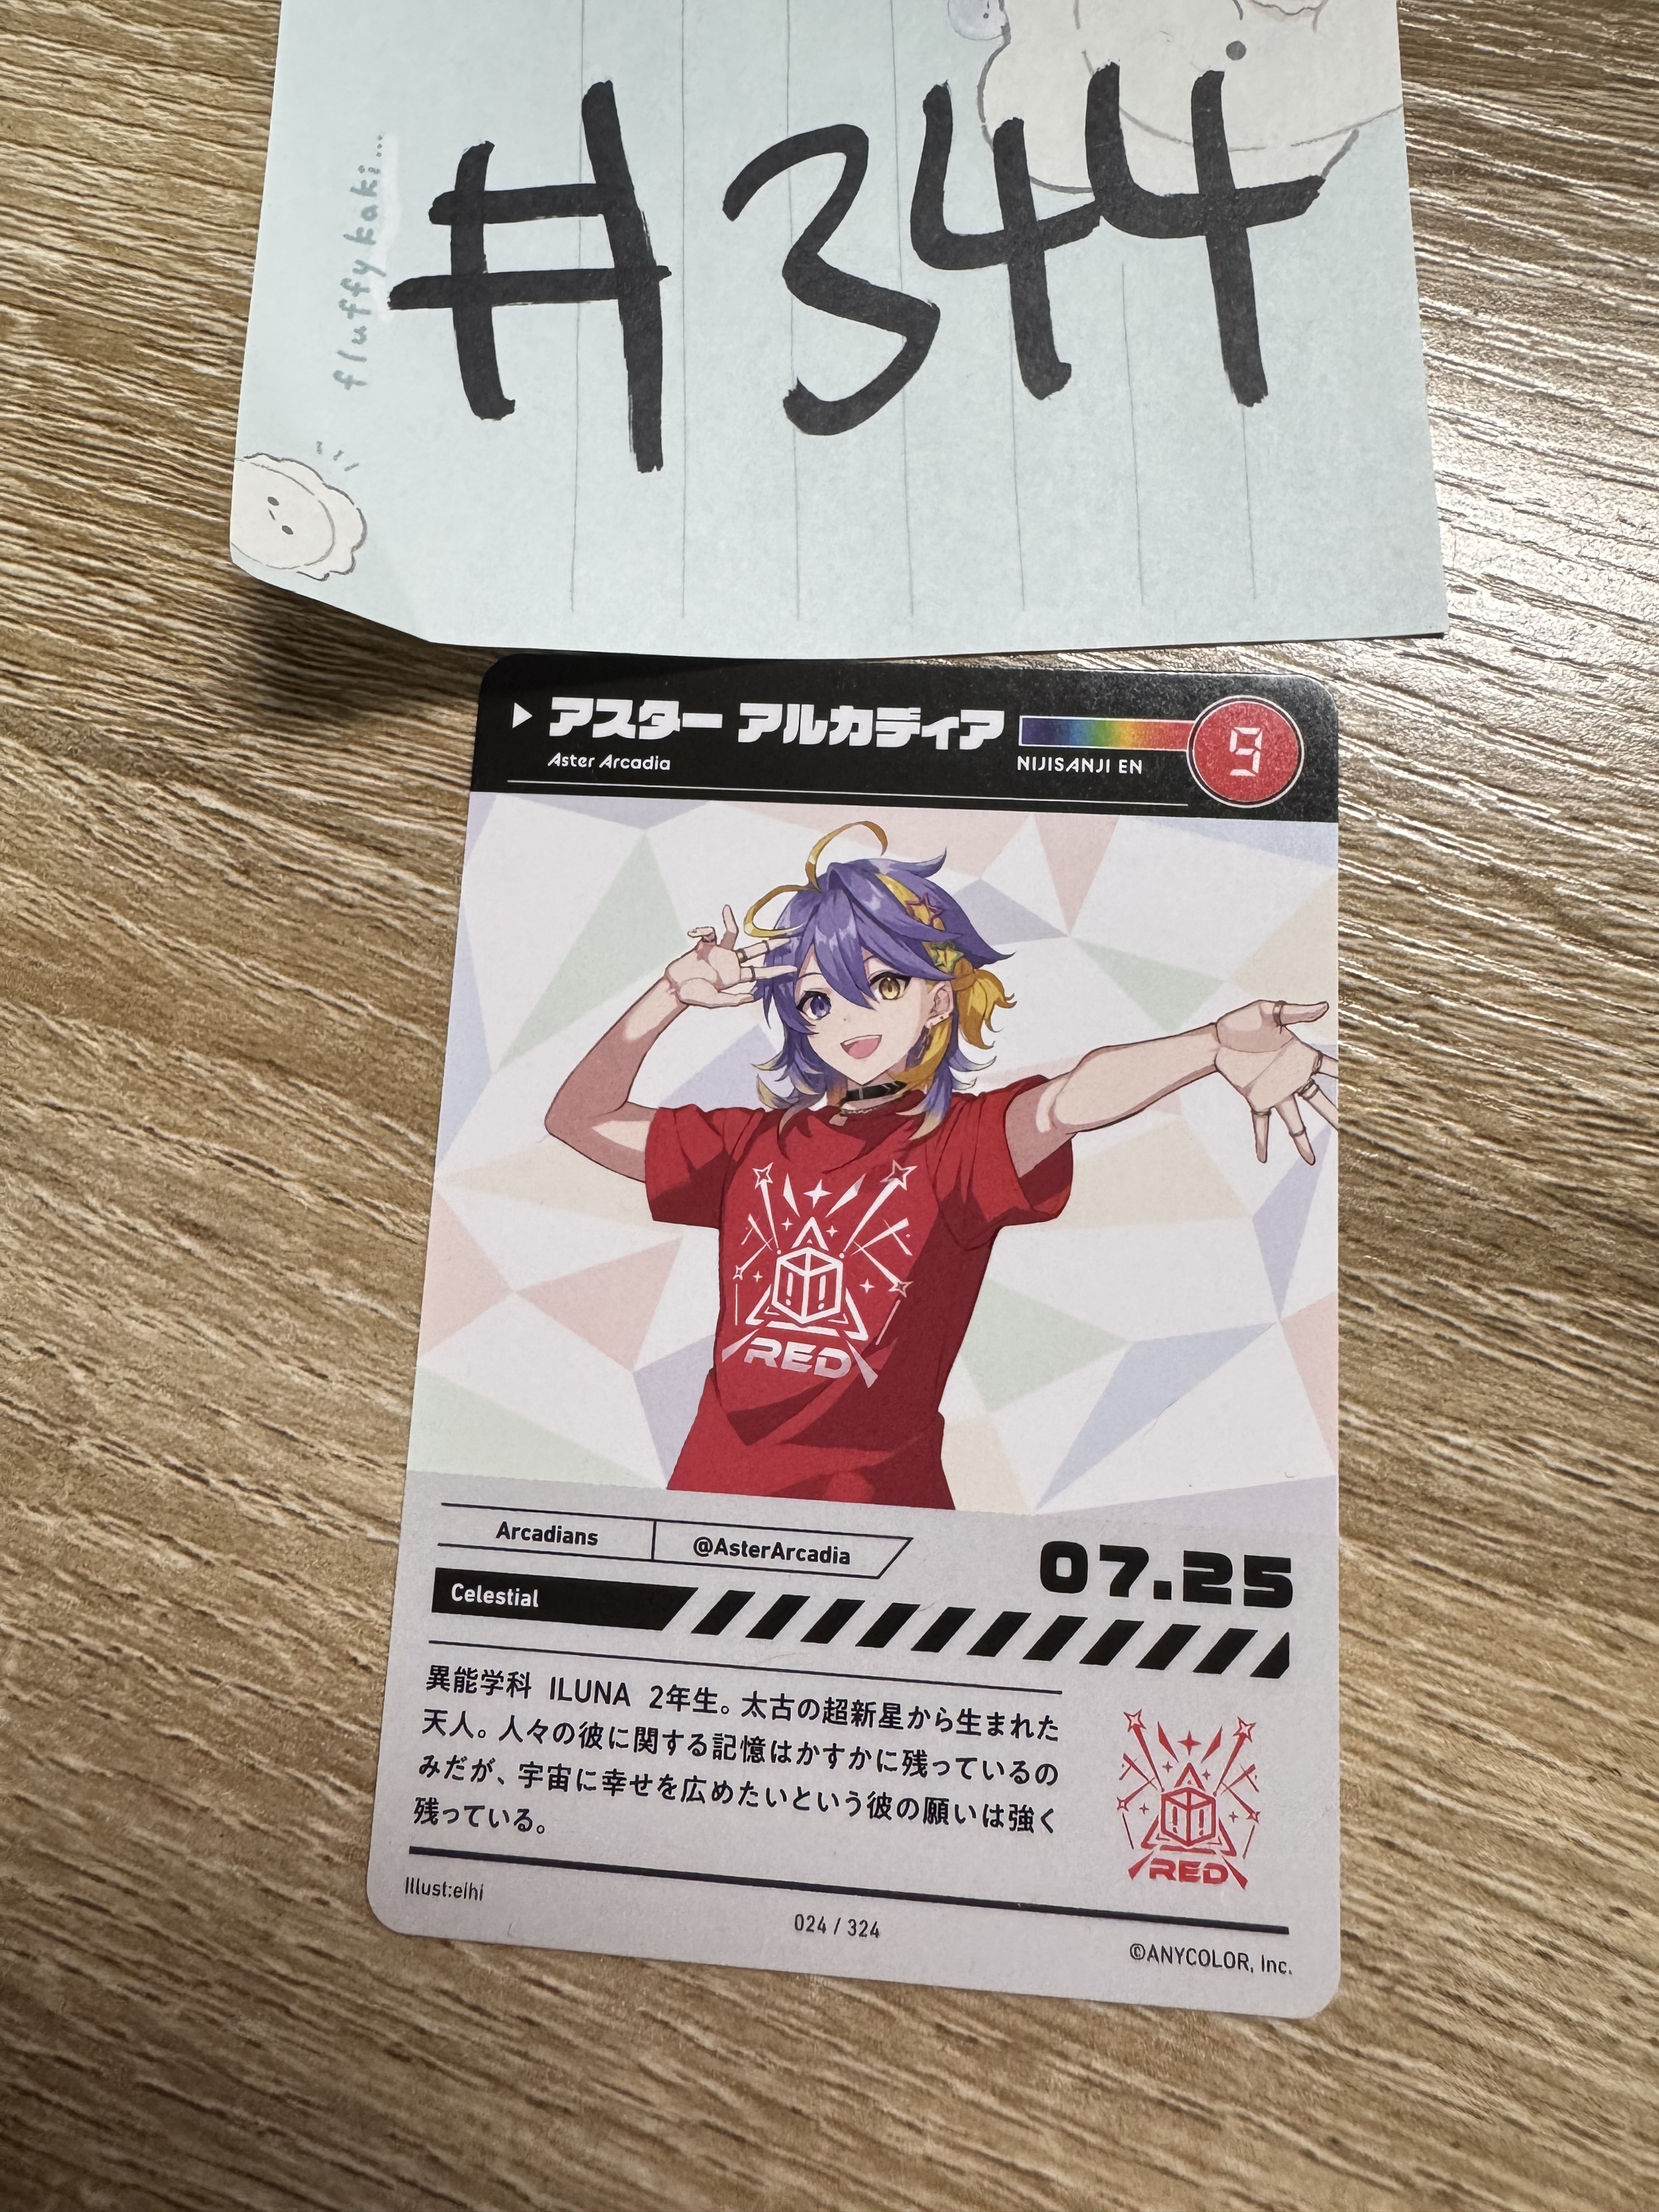 #344
fluffy kaki...
アスター アルカディア
Aster Arcadia
NIJISANJI EN
9
RED
Arcadians
@AsterArcadia
07.25
Celestial
異能学科 ILUNA 2年生。太古の超新星から生まれた
天人。人々の彼に関する記憶はかすかに残っているの
みだが、宇宙に幸せを広めたいという彼の願いは強く
残っている。
RED
Illust:eihi
024 / 324
©ANYCOLOR, Inc.